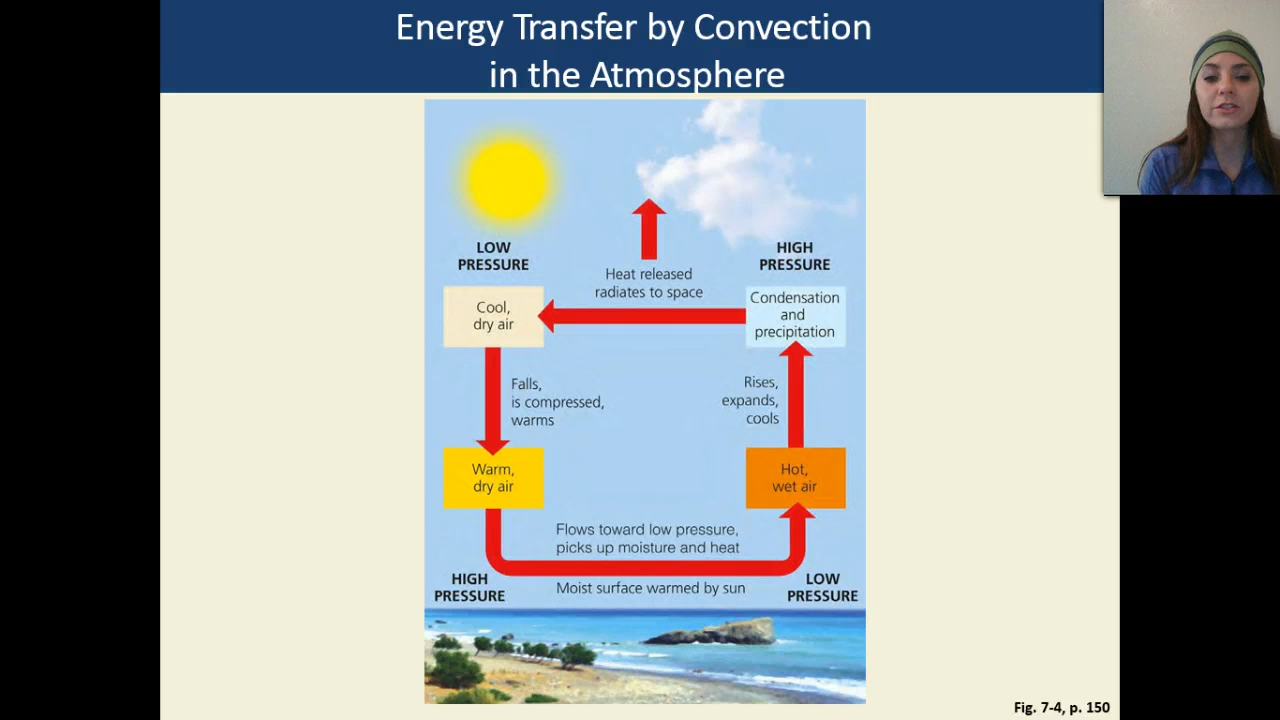 Energy Transfer by Convection
in the Atmosphere
LOW
PRESSURE
HIGH
PRESSURE
Heat released
radiates to space
Cool,
dry air
Condensation
and
precipitation
Falls,
is compressed,
warms
Rises,
expands,
cools
Warm,
dry air
Hot,
wet air
Flows toward low pressure,
picks up moisture and heat
HIGH
PRESSURE
Moist surface warmed by sun
LOW
PRESSURE
Fig. 7-4, p. 150